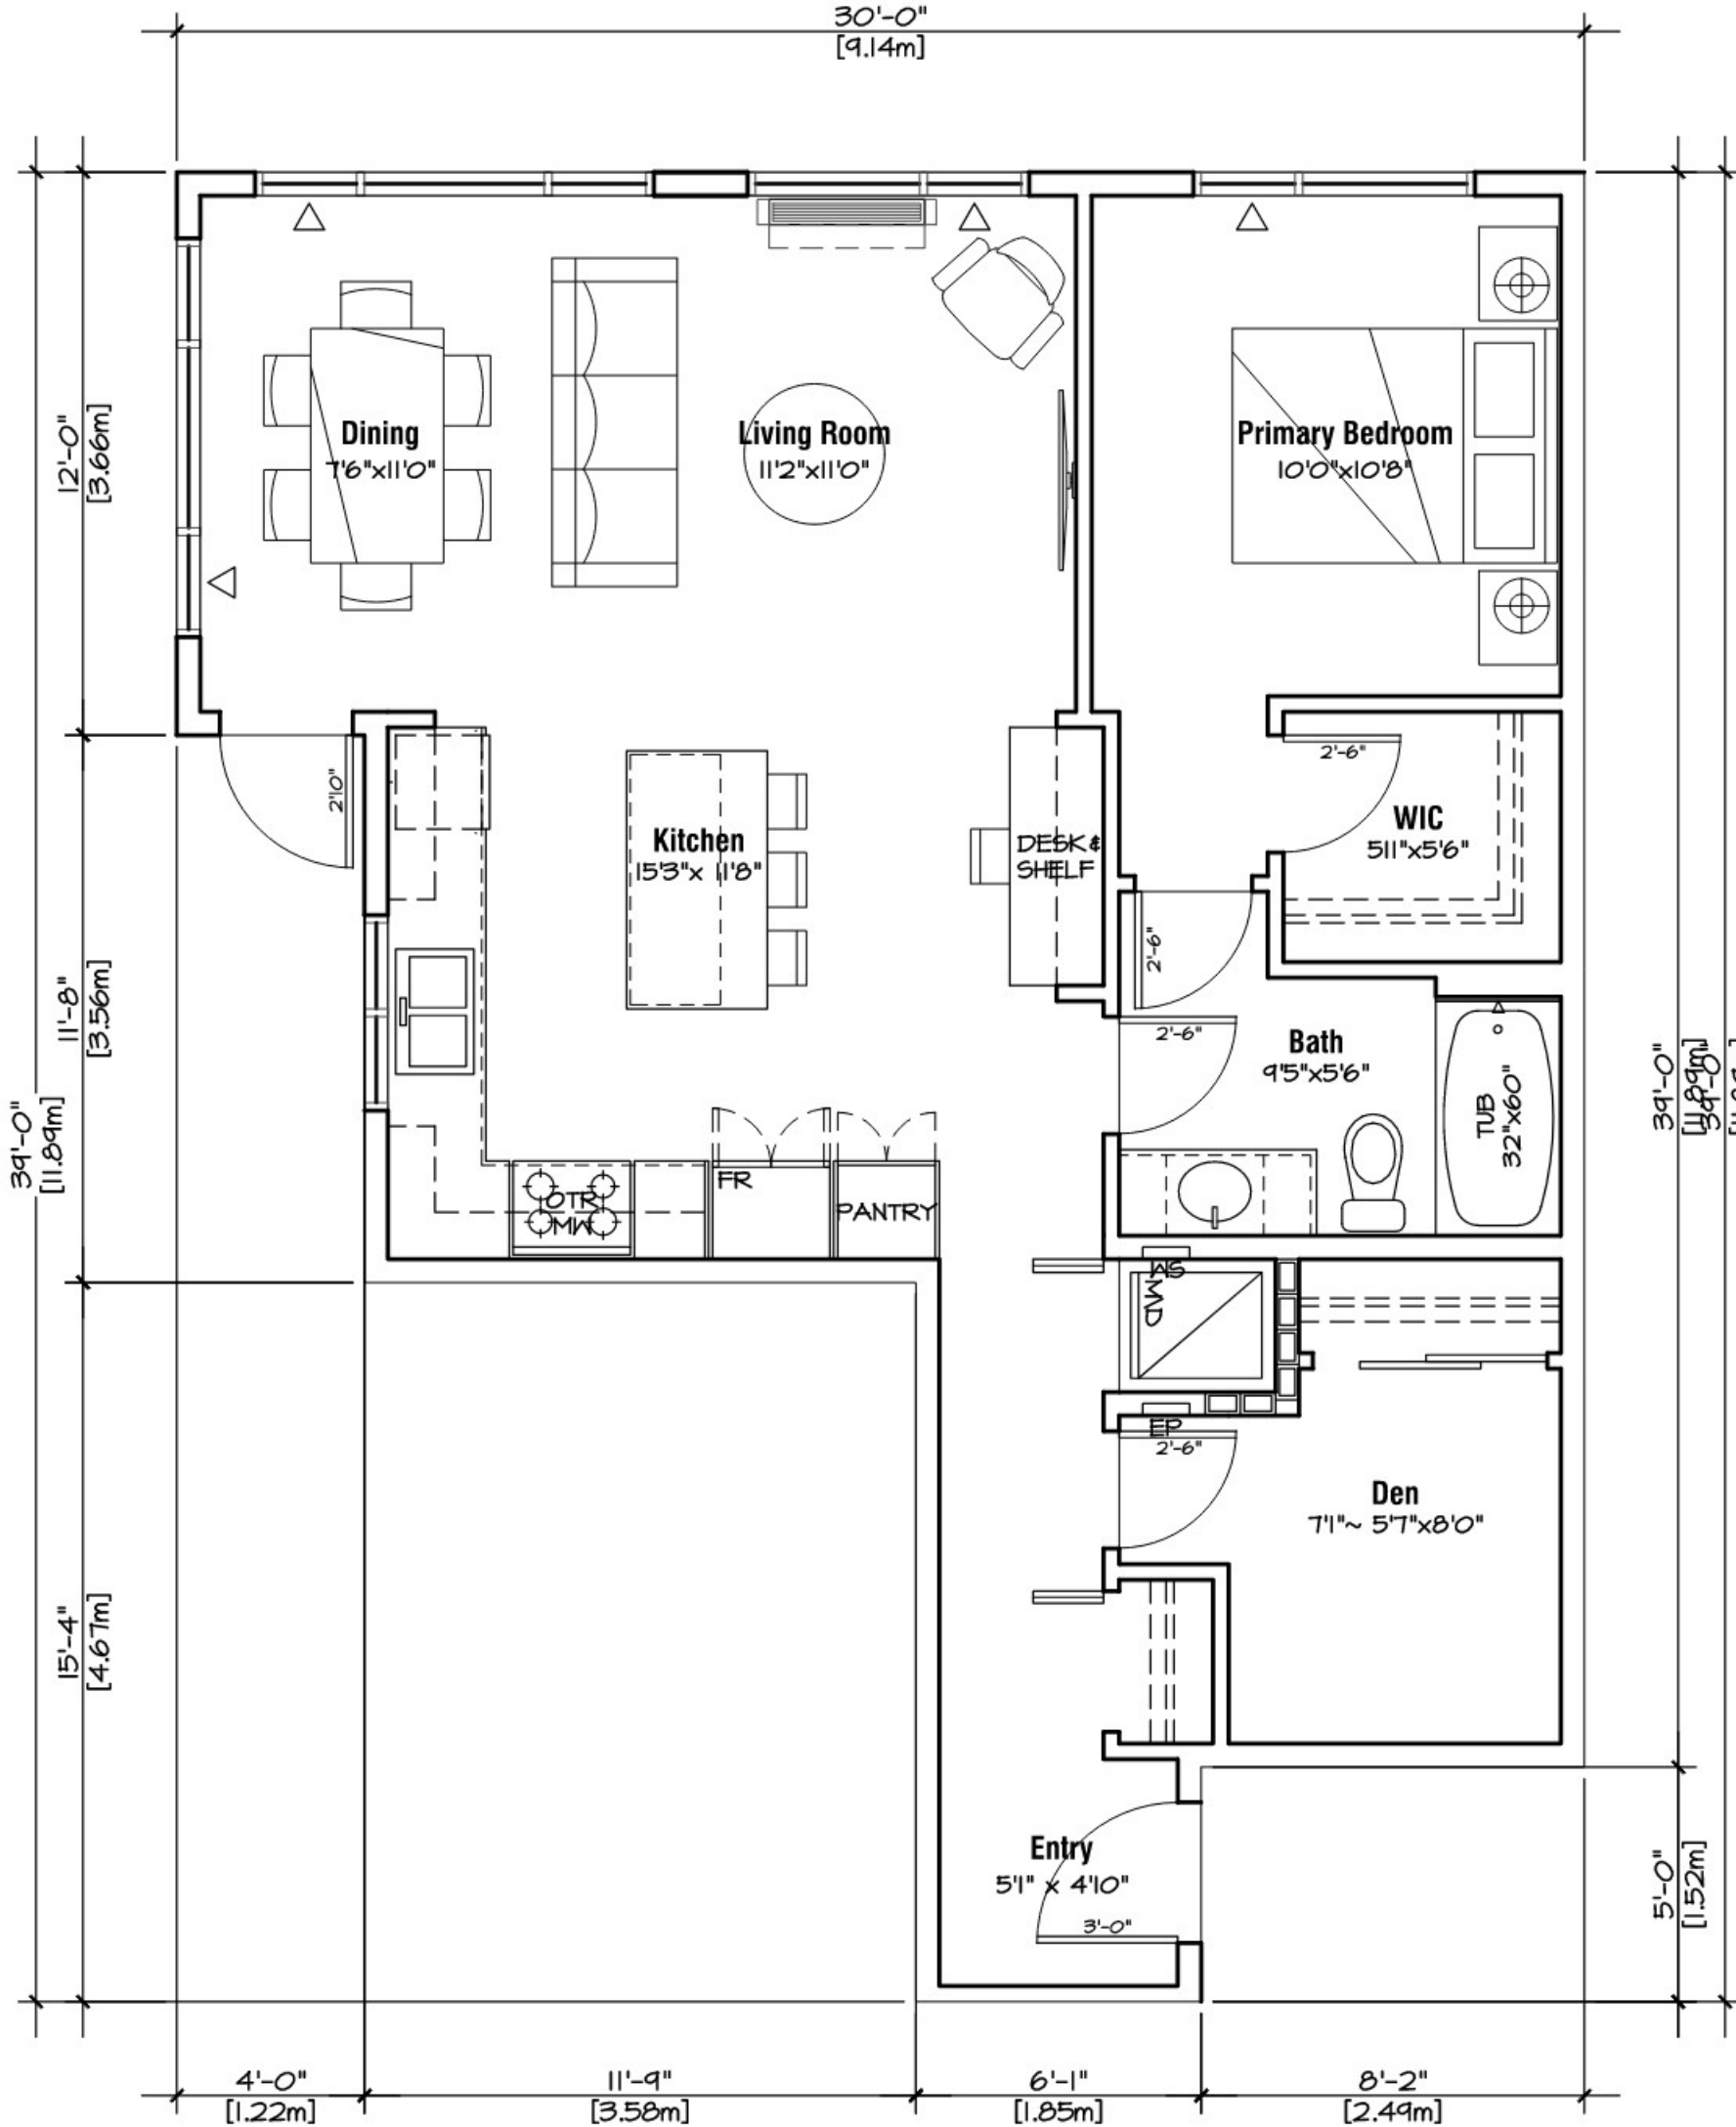 30'-0"
[9.14m]
12'-0"
[3.66m]
11'-8"
[3.56m]
39'-0"
[11.89m]
15'-4"
[4.67m]
Dining
7'6"x11'0"
Living Room
11'2"x11'0"
Primary Bedroom
10'0"x10'8"
2'10"
Kitchen
15'3"x 11'8"
DESK &
SHELF
2'-6"
WIC
511"x5'6"
2'-6"
2'-6"
Bath
9'5"x5'6"
TUB
32"x60"
OTR
MW
FR
PANTRY
WS
MD
EP
2'-6"
Den
7'1"~ 5'7"x8'0"
Entry
5'1" x 4'10"
3'-0"
39'-0"
[11.89m]
39'-0"
5'-0"
[1.52m]
4'-0"
[1.22m]
11'-9"
[3.58m]
6'-1"
[1.85m]
8'-2"
[2.49m]